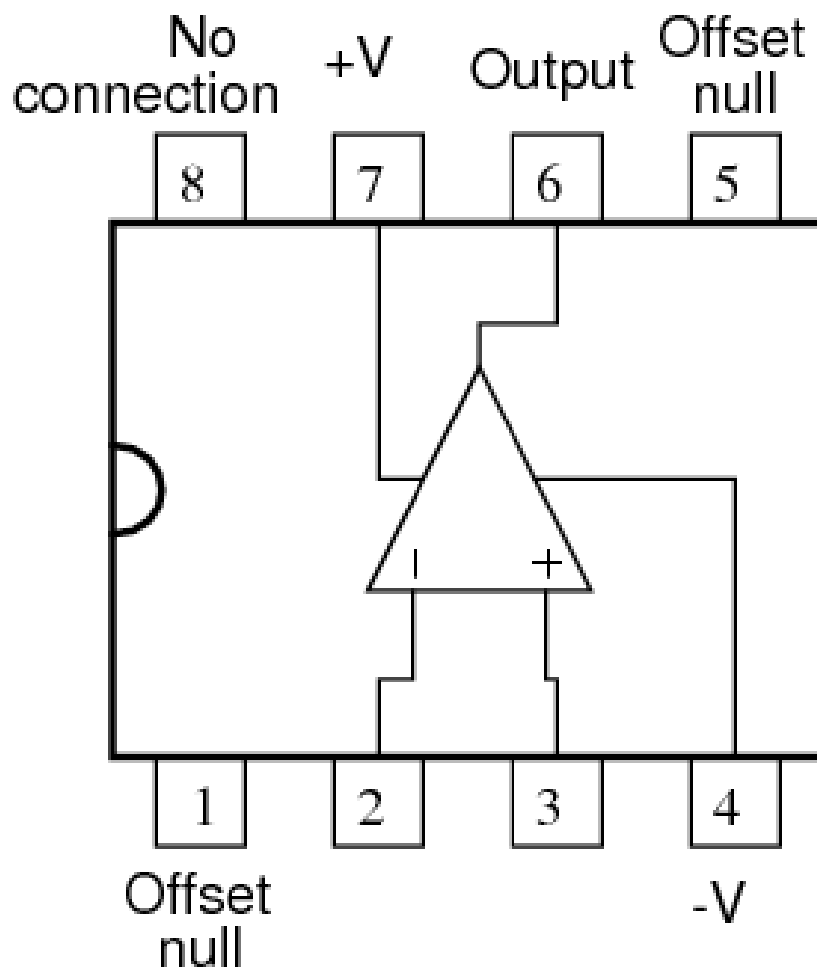 No
connection
+V
Output
Offset
null
8
7
6
5
− +
1
2
3
4
Offset
null
-V